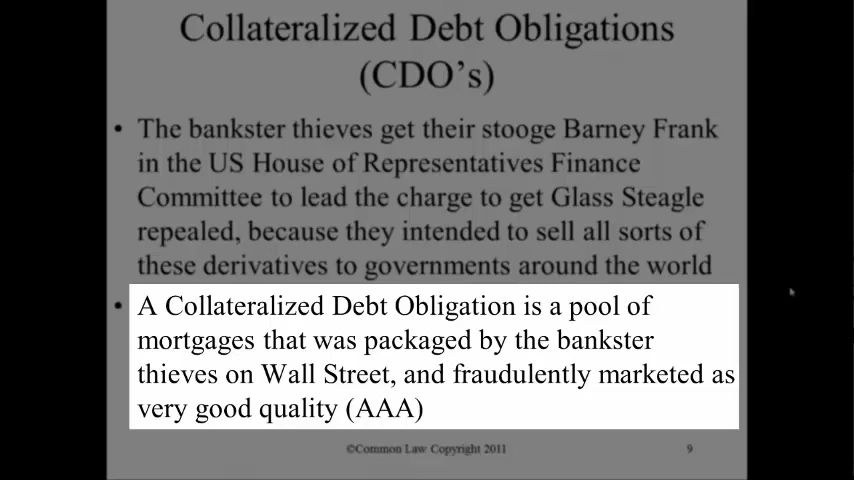 Collateralized Debt Obligations
(CDO’s)
• The bankster thieves get their stooge Barney Frank
in the US House of Representatives Finance
Committee to lead the charge to get Glass Steagle
repealed, because they intended to sell all sorts of
these derivatives to governments around the world
• A Collateralized Debt Obligation is a pool of
mortgages that was packaged by the bankster
thieves on Wall Street, and fraudulently marketed as
very good quality (AAA)
©Common Law Copyright 2011 9